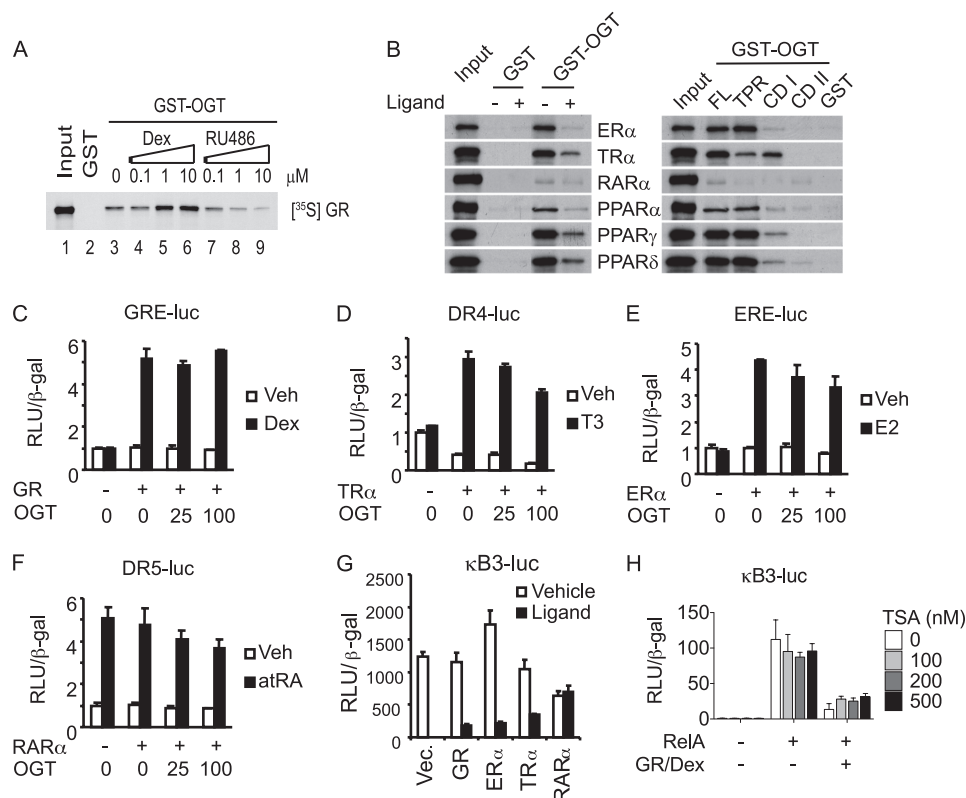 A
GST-OGT
Input
GST
Dex
RU486
0 0.1 1 10 0.1 1 10 μM
[35S] GR
1 2 3 4 5 6 7 8 9
B
Input
GST
GST-OGT
Ligand - + - +
GST-OGT
Input
FL
TPR
CD I
CD II
GST
ERα
TRα
RARα
PPARα
PPARγ
PPARδ
C
GRE-luc
RLU/β-gal
6
4
2
1
0
Veh
Dex
GR - + + +
OGT 0 0 25 100
D
DR4-luc
RLU/β-gal
3
2
1
0
Veh
T3
TRα - + + +
OGT 0 0 25 100
E
ERE-luc
RLU/β-gal
5
4
3
2
1
0
Veh
E2
ERα - + + +
OGT 0 0 25 100
F
DR5-luc
RLU/β-gal
6
4
2
0
Veh
atRA
RARα - + + +
OGT 0 0 25 100
G
κB3-luc
RLU/β-gal
2500
2000
1500
1000
500
0
Vehicle
Ligand
Vec.
GR
ERα
TRα
RARα
H
κB3-luc
RLU/β-gal
150
100
50
0
TSA (nM)
0
100
200
500
RelA - + +
GR/Dex - - +